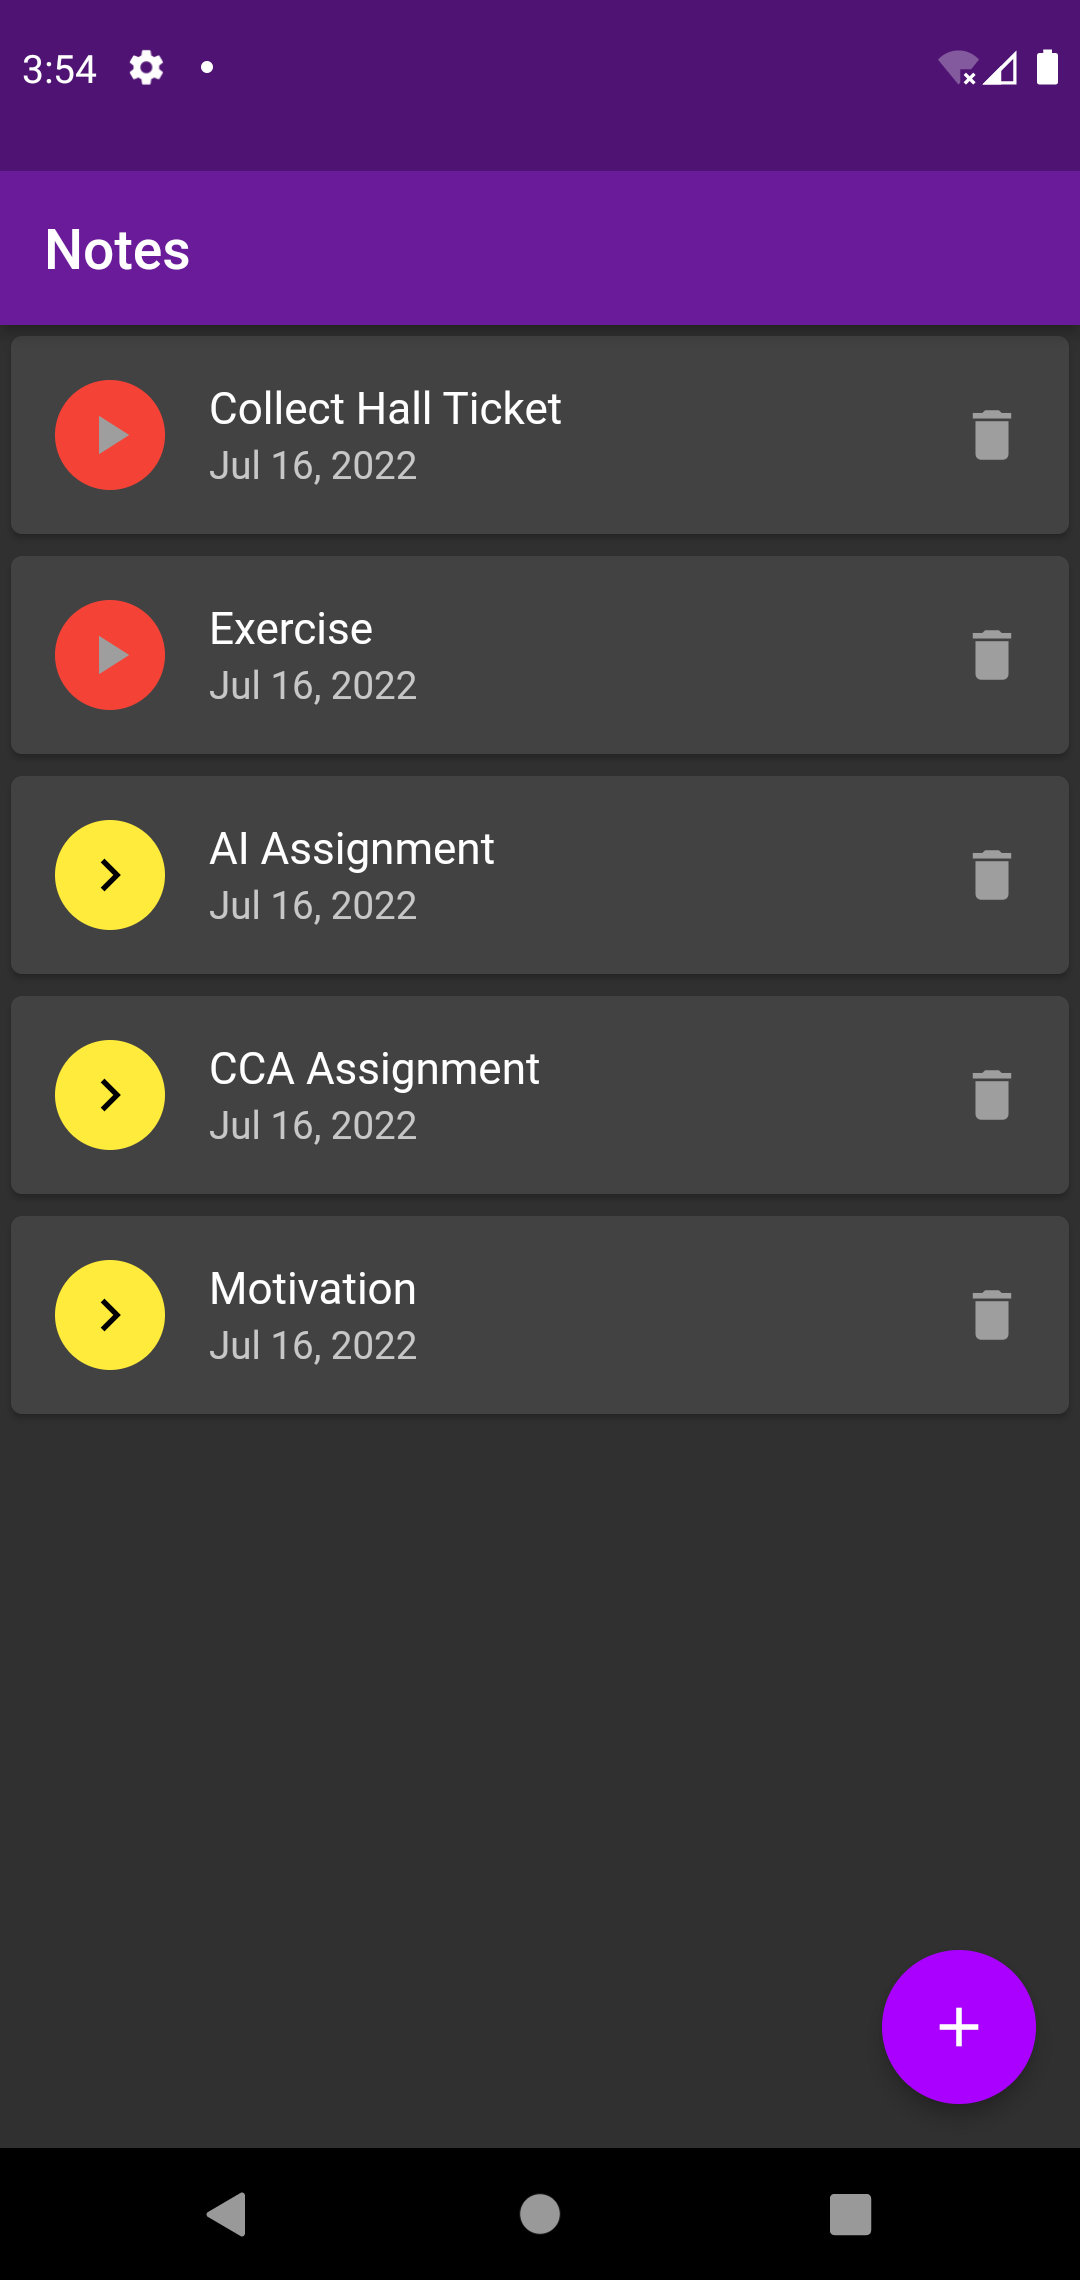 3:54
Notes
Collect Hall Ticket
Jul 16, 2022
Exercise
Jul 16, 2022
AI Assignment
Jul 16, 2022
CCA Assignment
Jul 16, 2022
Motivation
Jul 16, 2022